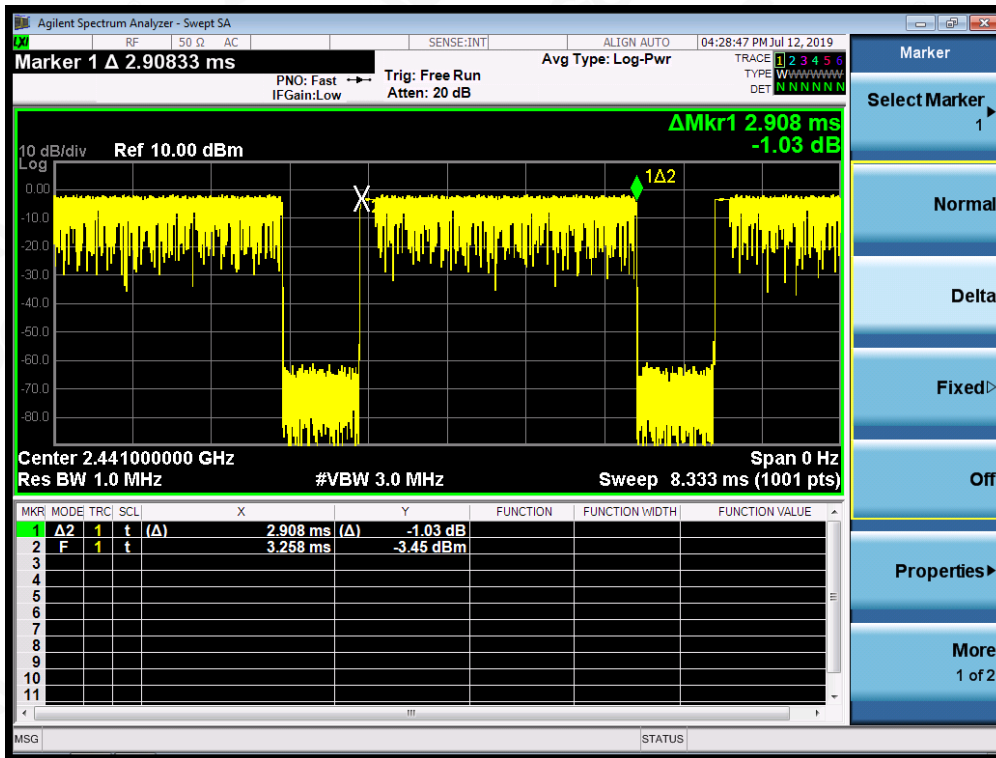 Agilent Spectrum Analyzer - Swept SA
LXI RF 50 Ω AC SENSE:INT ALIGN AUTO 04:28:47 PM Jul 12, 2019
Marker 1 Δ 2.90833 ms
PNO: Fast
IFGain:Low
Trig: Free Run
Atten: 20 dB
Avg Type: Log-Pwr
TRACE 1 2 3 4 5 6
TYPE WWWWWWW
DET N N N N N N
ΔMkr1 2.908 ms
-1.03 dB
10 dB/div Ref 10.00 dBm
Log
0.00
-10.0
-20.0
-30.0
-40.0
-50.0
-60.0
-70.0
-80.0
1Δ2
Center 2.441000000 GHz Span 0 Hz
Res BW 1.0 MHz #VBW 3.0 MHz Sweep 8.333 ms (1001 pts)
MKR MODE TRC SCL X Y FUNCTION FUNCTION WIDTH FUNCTION VALUE
1 Δ2 1 t (Δ) 2.908 ms (Δ) -1.03 dB
2 F 1 t 3.258 ms -3.45 dBm
3
4
5
6
7
8
9
10
11
MSG STATUS
Marker
Select Marker
1
Normal
Delta
Fixed
Off
Properties
More
1 of 2